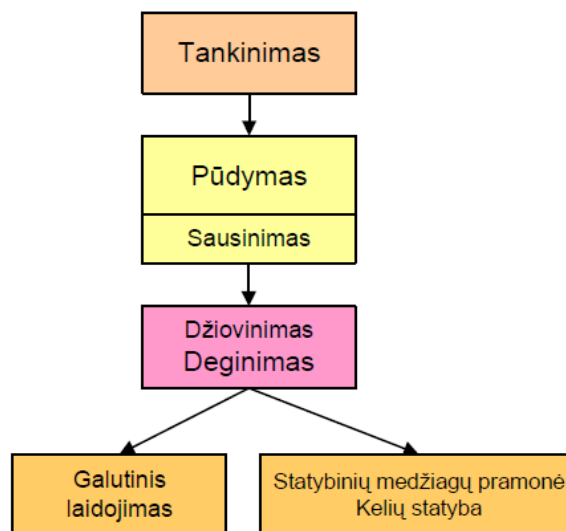 Tankinimas
Pūdymas
Sausinimas
Džiovinimas
Deginimas
Galutinis
laidojimas
Statybinių medžiagų pramonė
Kelių statyba